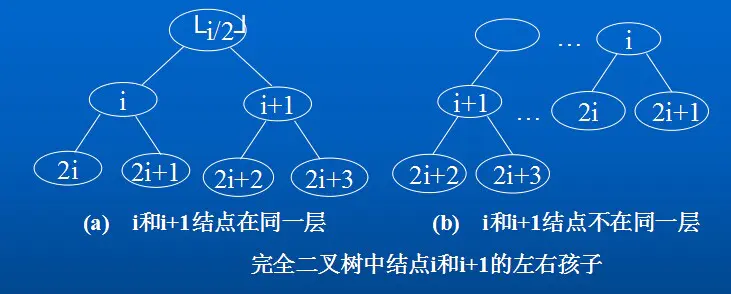 └i/2┘ … i
i i+1 i+1 … 2i 2i+1
2i 2i+1 2i+2 2i+3 2i+2 2i+3
(a) i和i+1结点在同一层 (b) i和i+1结点不在同一层
完全二叉树中结点i和i+1的左右孩子